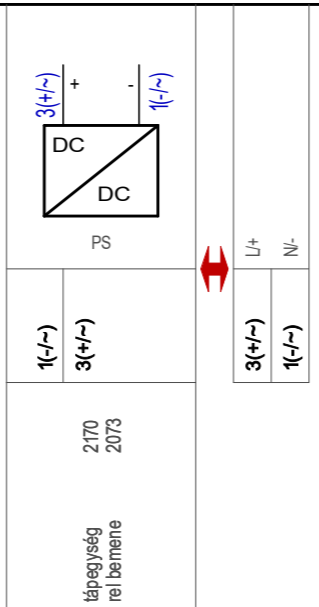 3(+/~)
+
-
1(-/~)
DC
DC
PS
L/+
N/-
1(-/~)
3(+/~)
3(+/~)
1(-/~)
2170
2073
tápegység
rel bemene